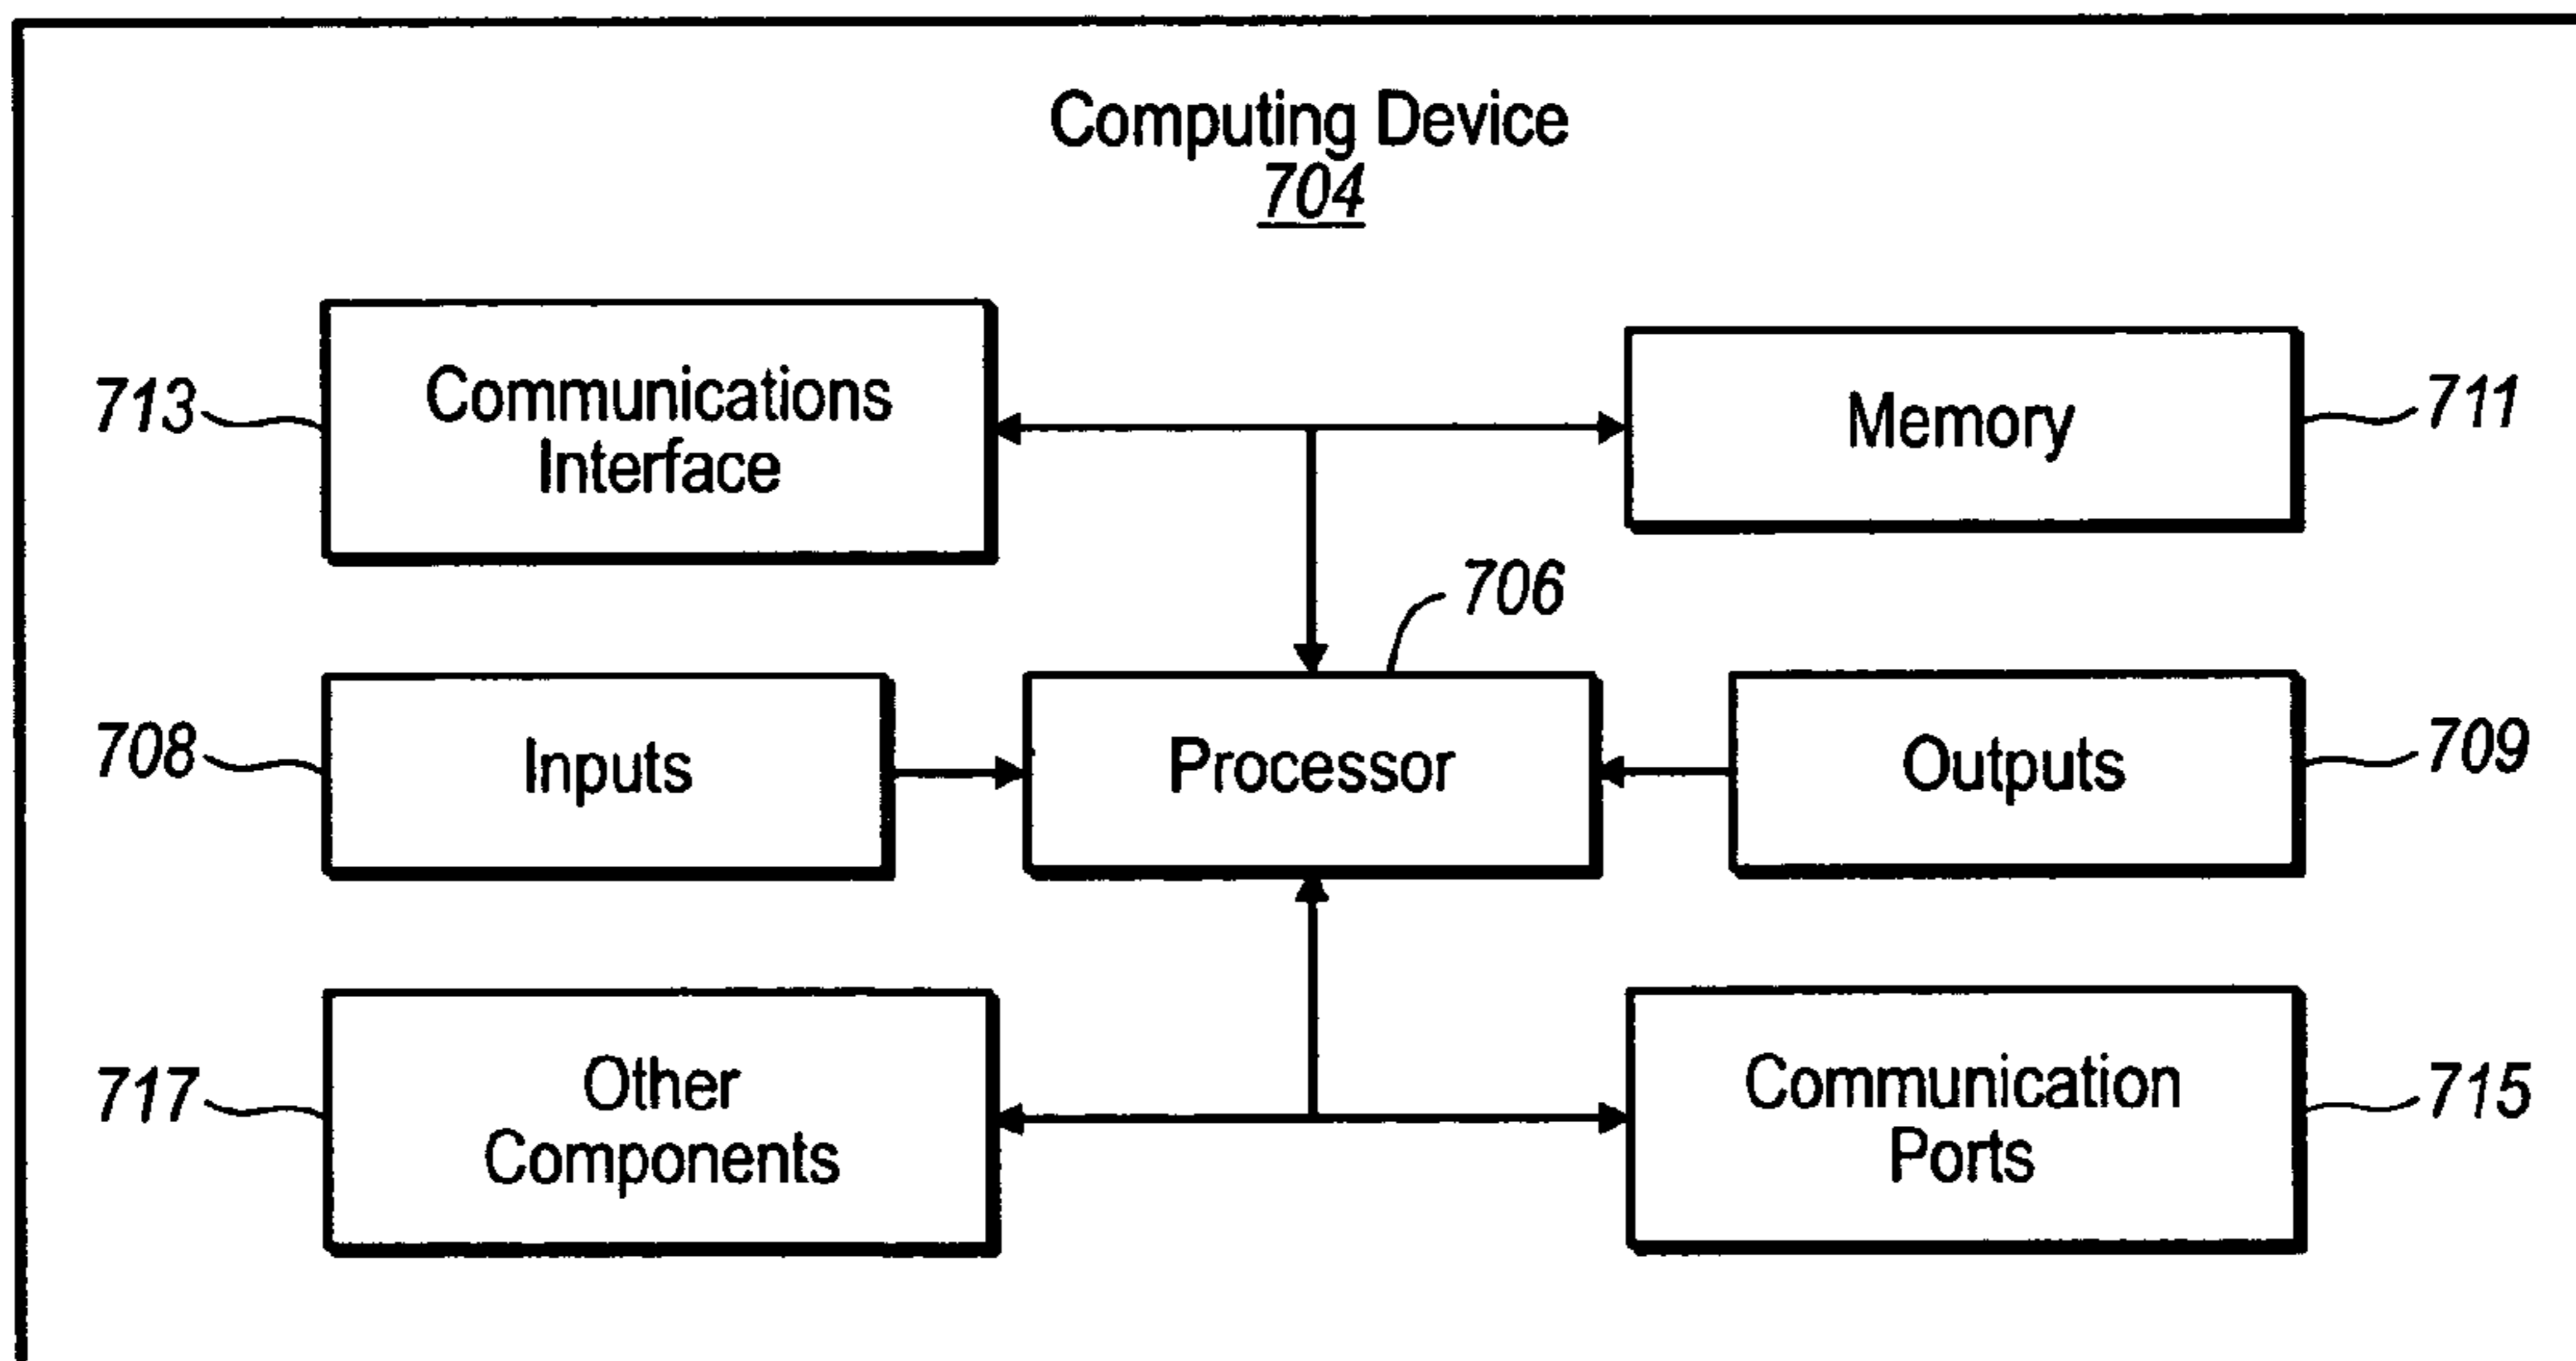 Computing Device
704
713
Communications
Interface
Memory
711
706
708
Inputs
Processor
Outputs
709
717
Other
Components
Communication
Ports
715